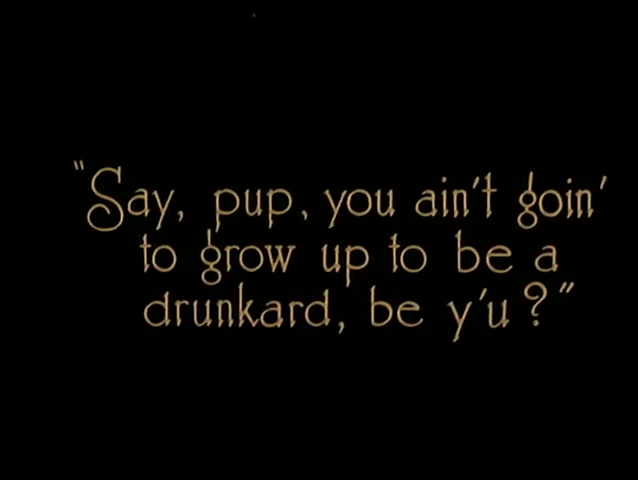 "Say, pup, you ain't goin'
to grow up to be a
drunkard, be y'u?"